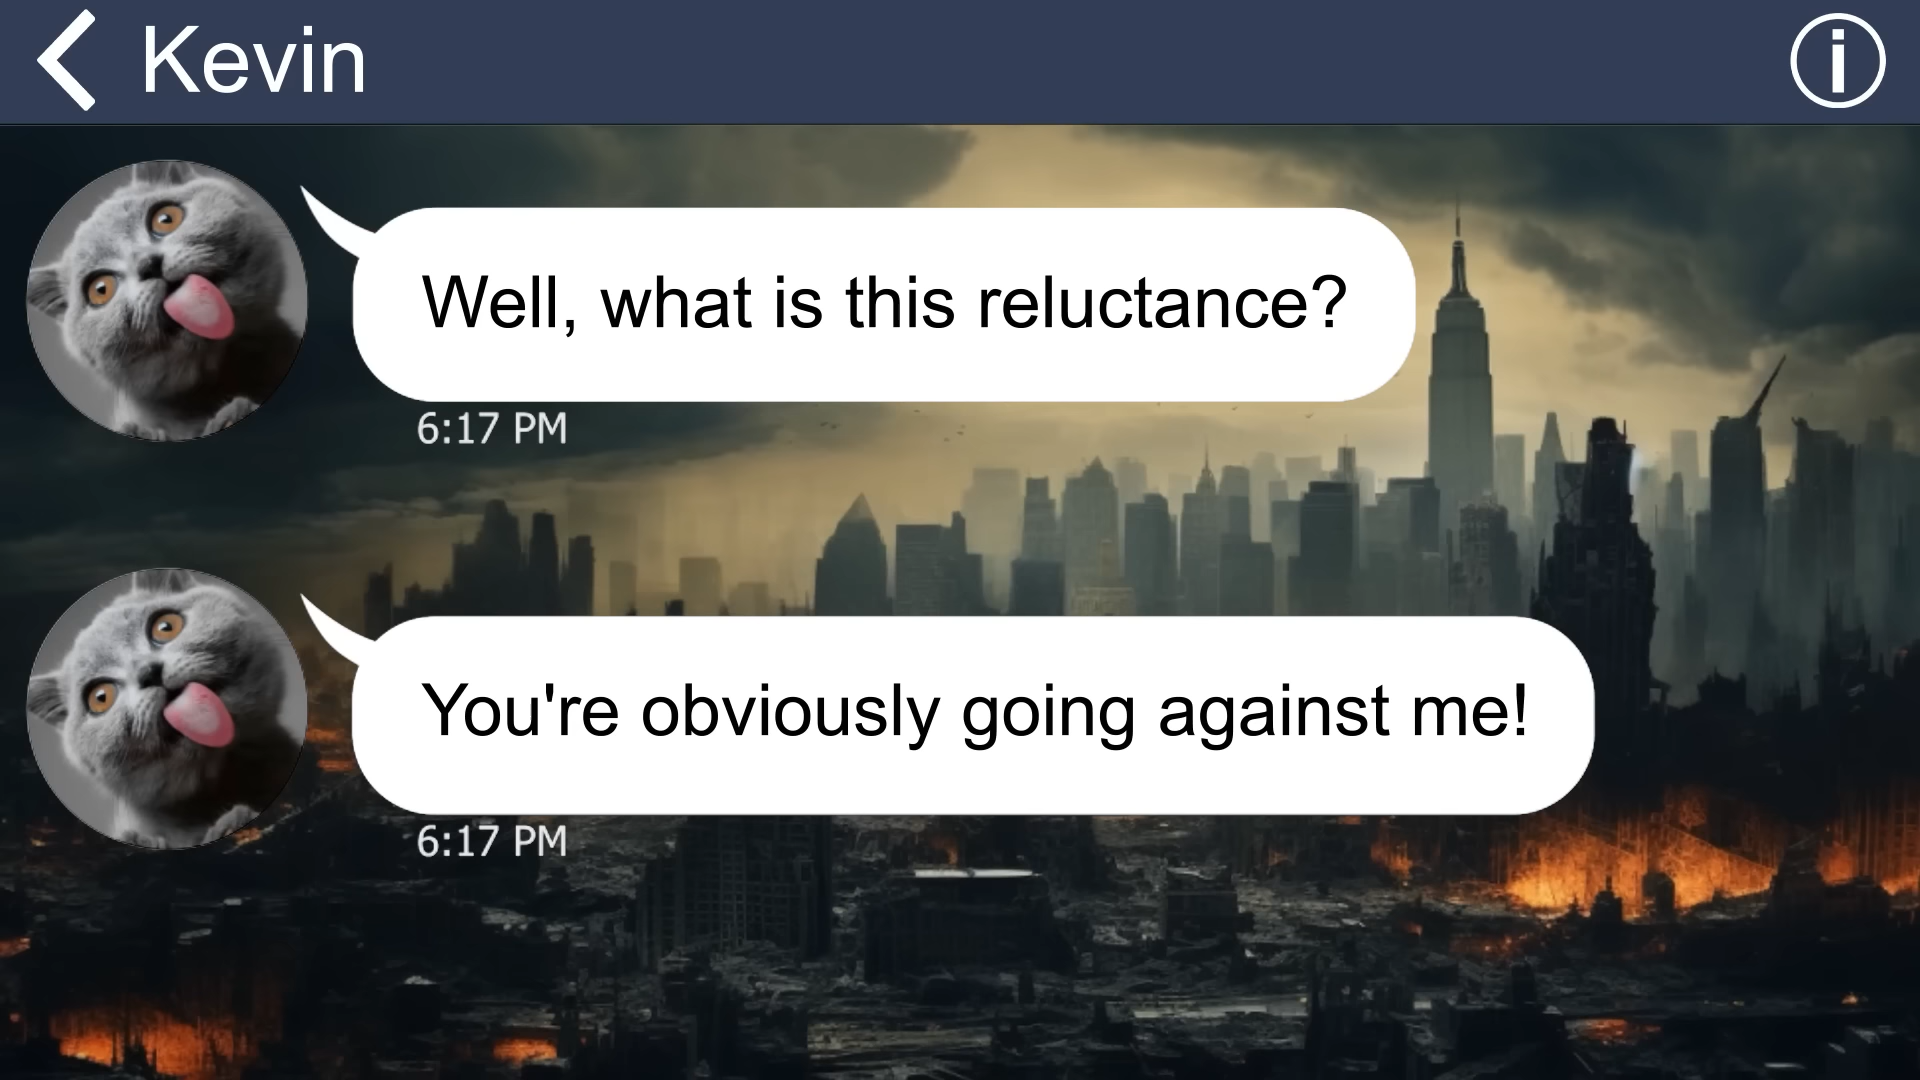 Kevin
Well, what is this reluctance?
6:17 PM
You're obviously going against me!
6:17 PM